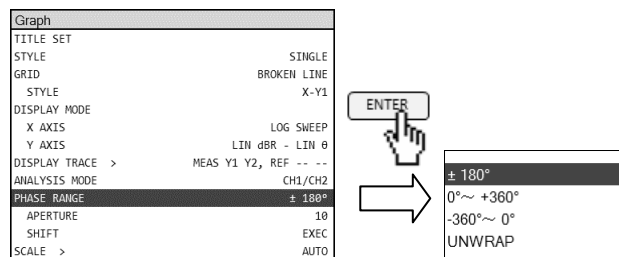 Graph
TITLE SET
STYLE SINGLE
GRID BROKEN LINE
STYLE X-Y1
DISPLAY MODE
X AXIS LOG SWEEP
Y AXIS LIN dBR - LIN θ
DISPLAY TRACE > MEAS Y1 Y2, REF -- --
ANALYSIS MODE CH1/CH2
PHASE RANGE ± 180°
APERTURE 10
SHIFT EXEC
SCALE > AUTO
ENTER
± 180°
0°～ +360°
-360°～ 0°
UNWRAP